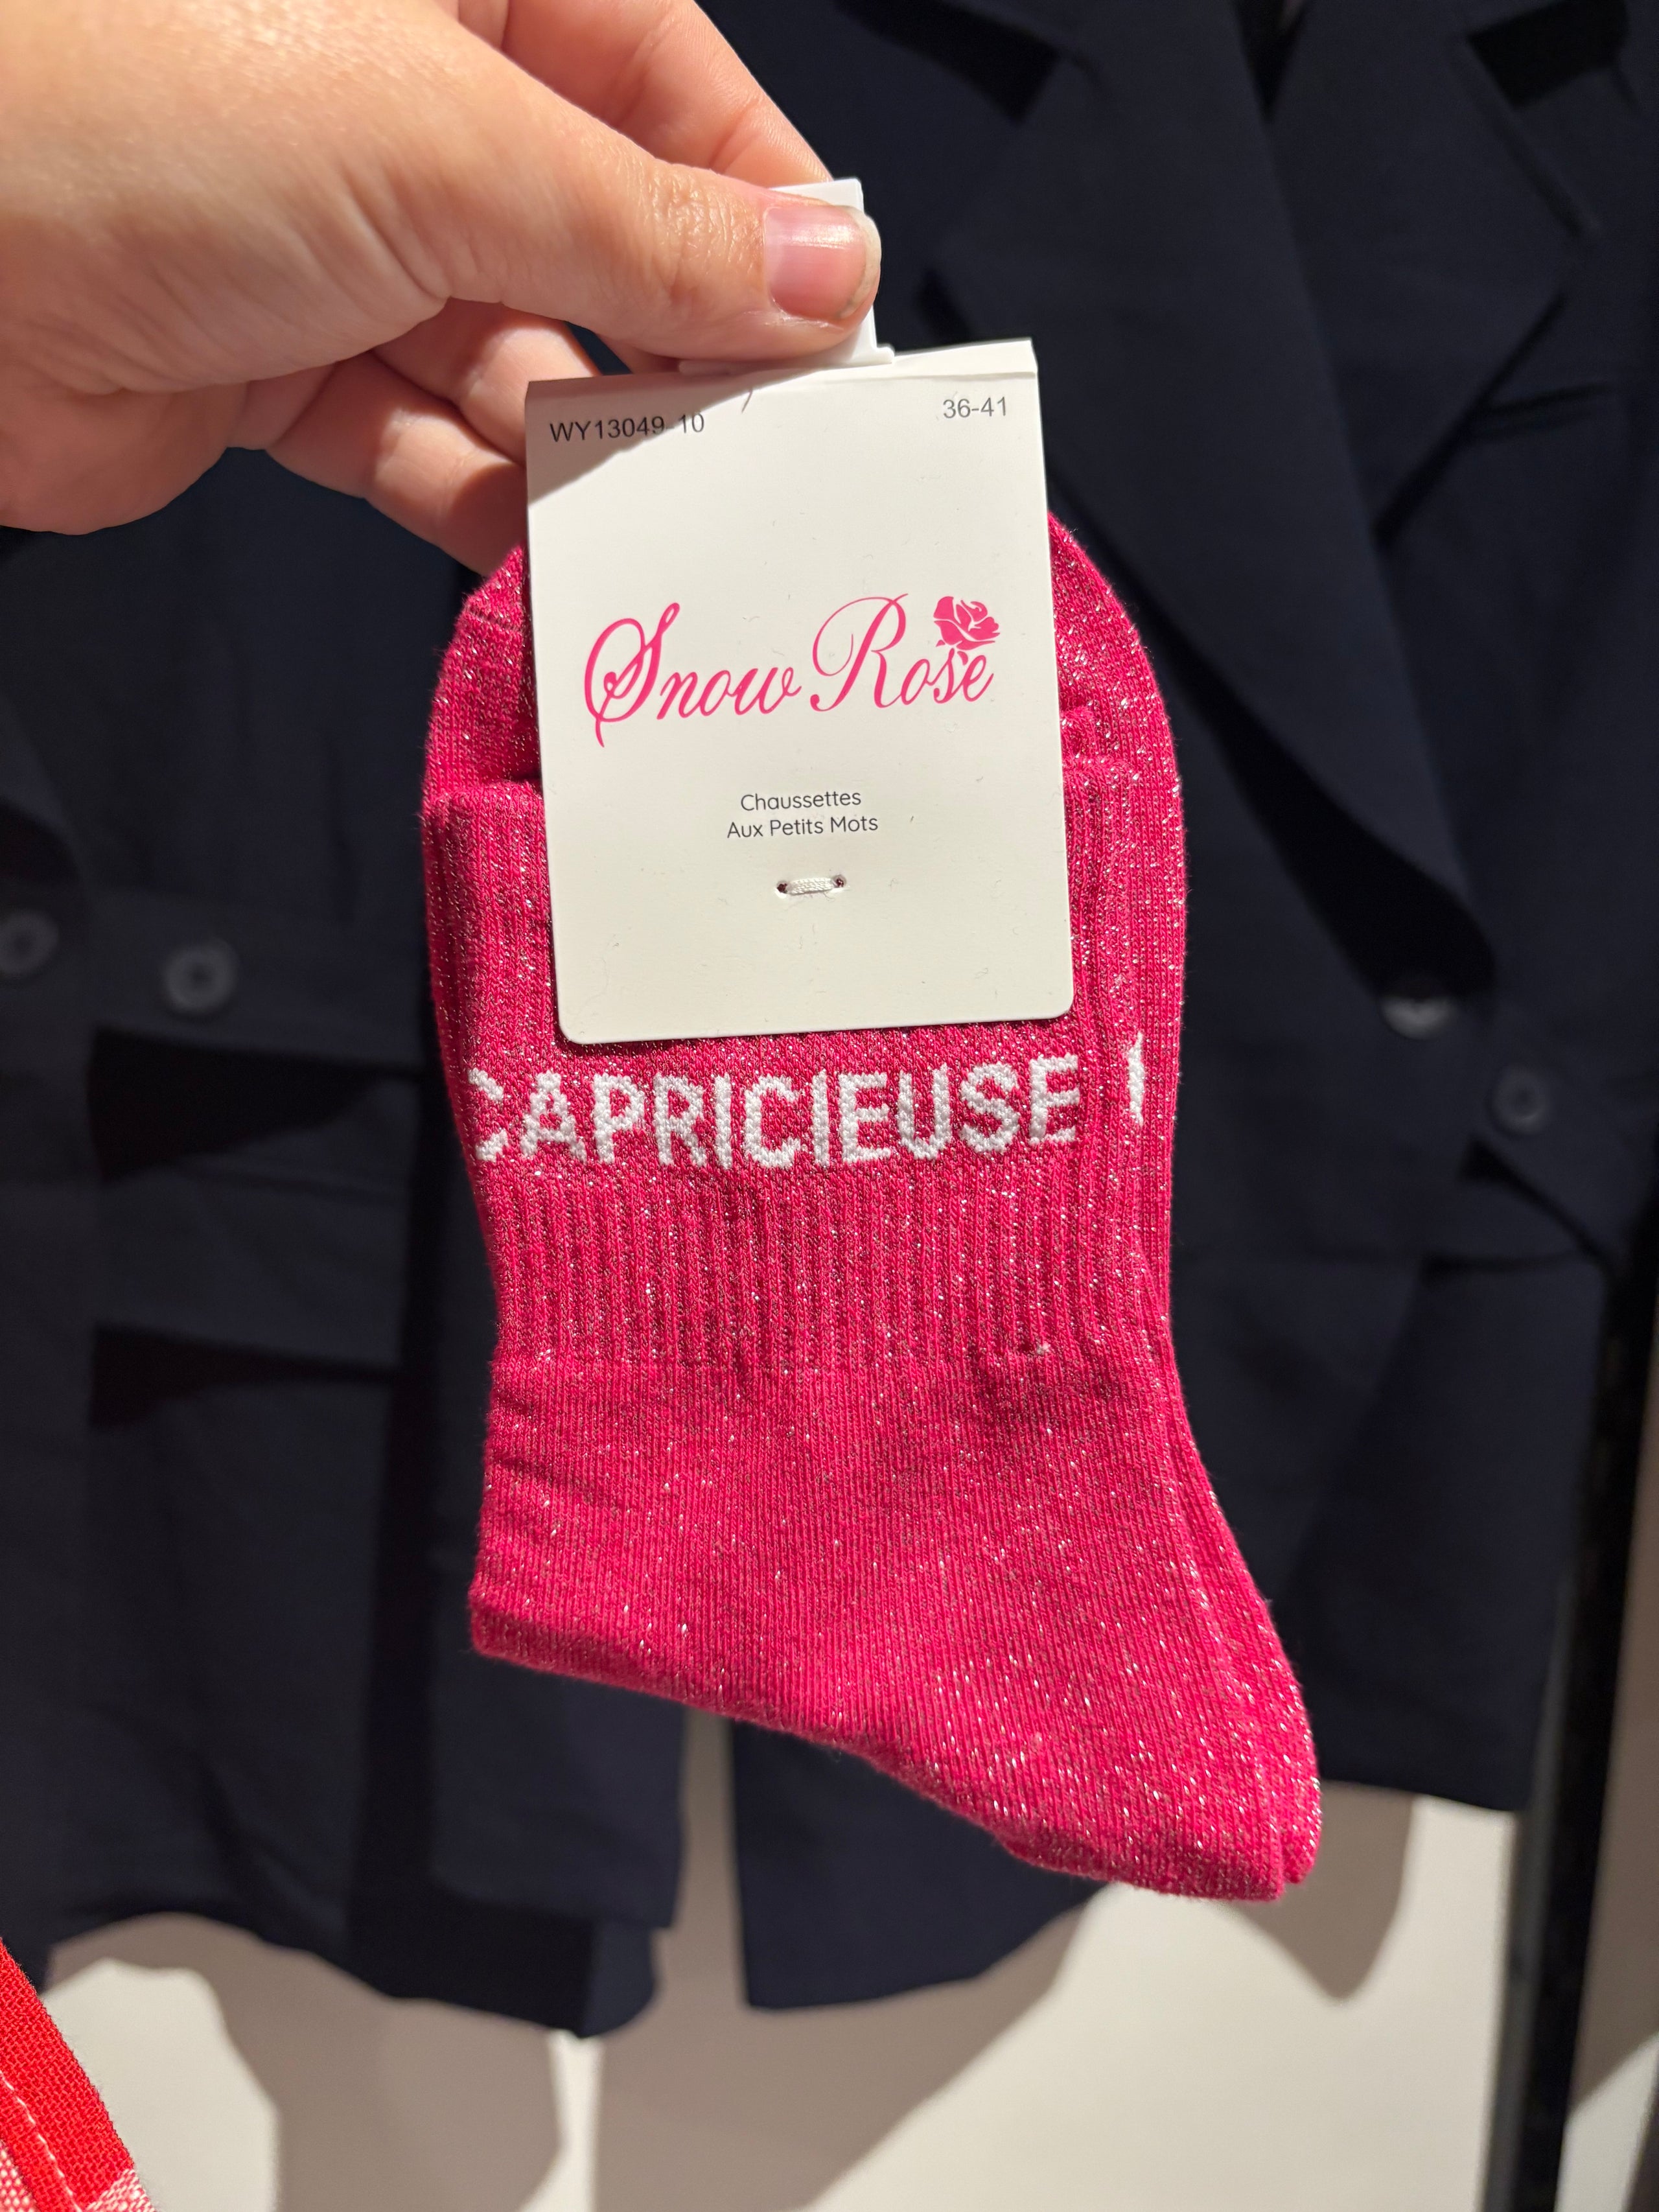 WY13049-10 36-41
Snow Rose
Chaussettes
Aux Petits Mots
CAPRICIEUSE